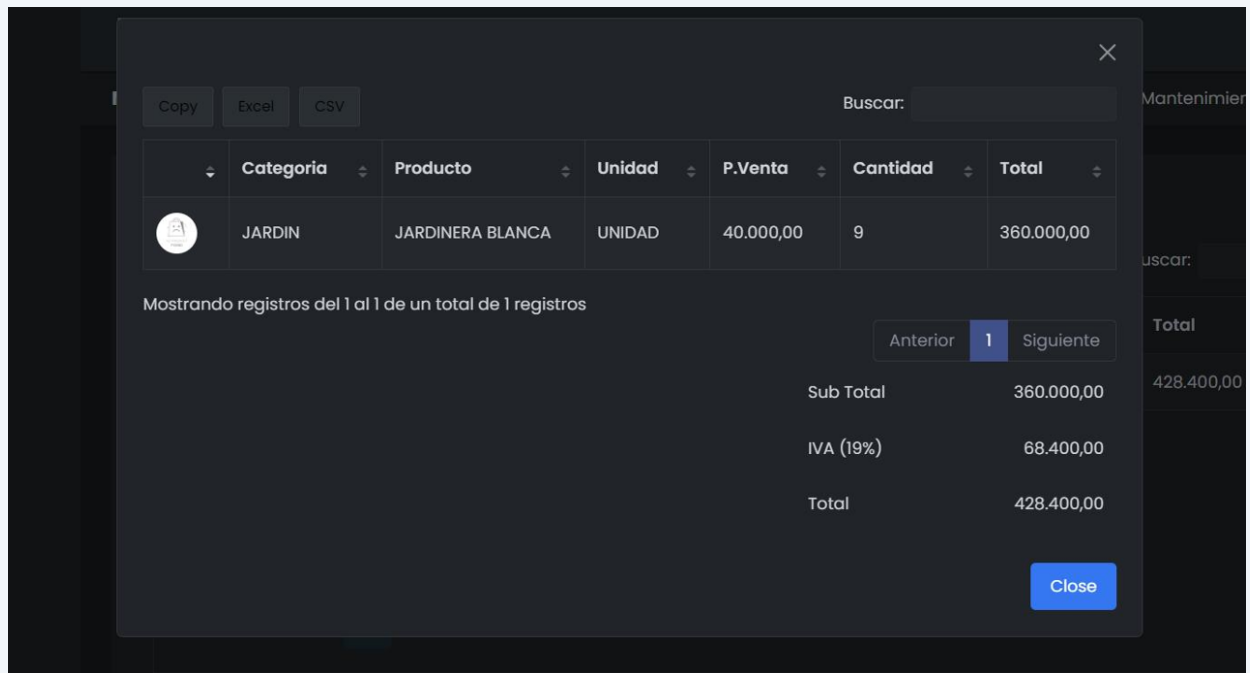 Mantenimier
Copy Excel CSV Buscar:
Categoria Producto Unidad P.Venta Cantidad Total
JARDIN JARDINERA BLANCA UNIDAD 40.000,00 9 360.000,00
uscar:
Mostrando registros del 1 al 1 de un total de 1 registros
Total
Anterior 1 Siguiente
428.400,00
Sub Total 360.000,00
IVA (19%) 68.400,00
Total 428.400,00
Close